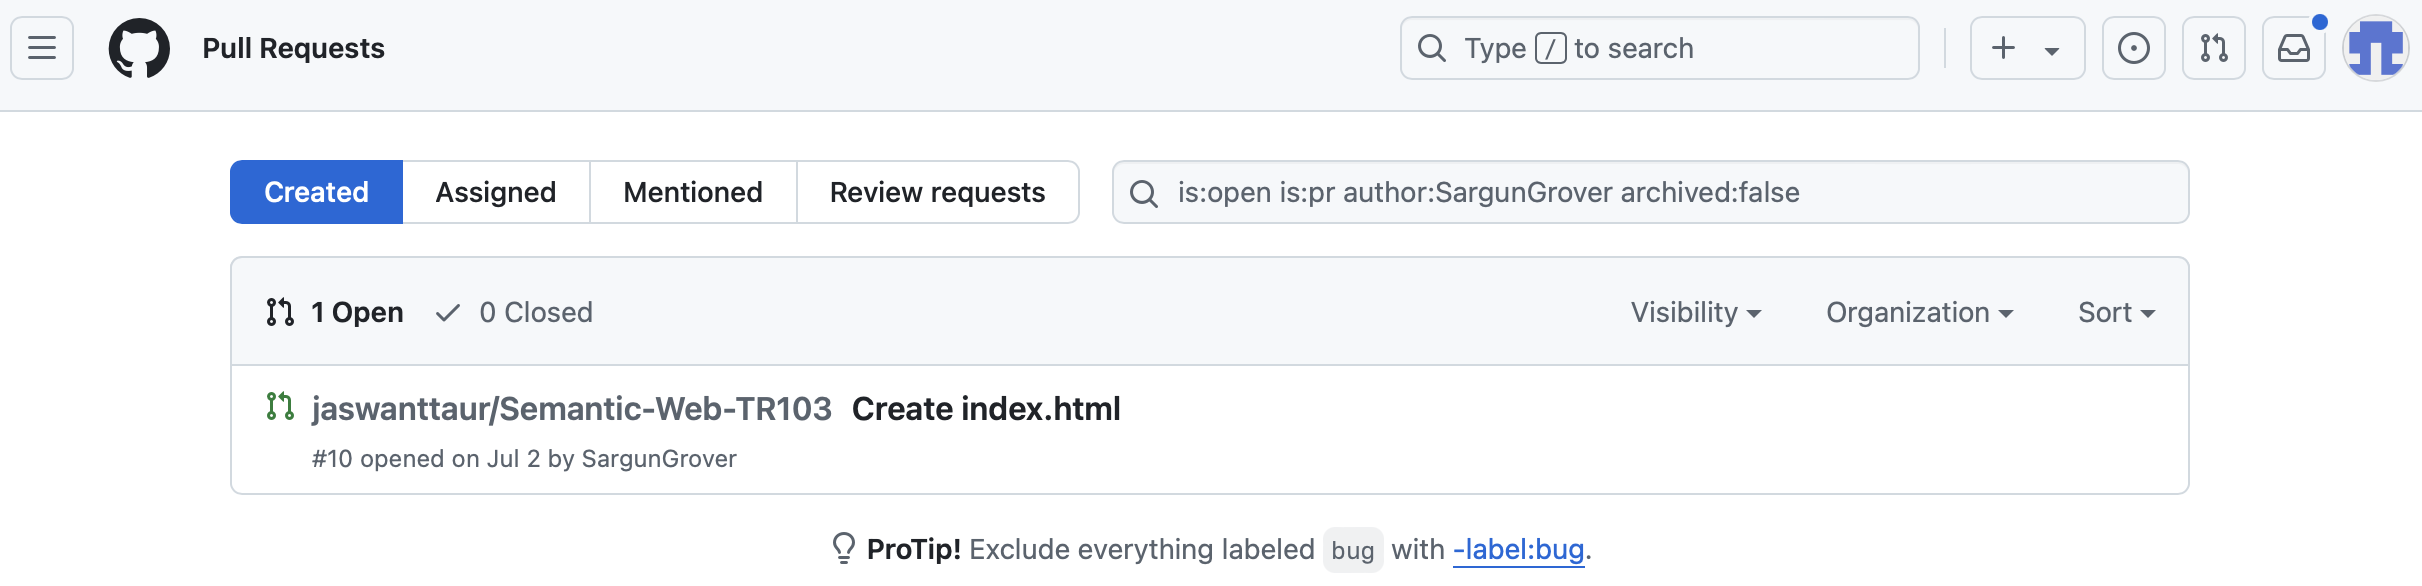 Pull Requests
Type / to search
Created Assigned Mentioned Review requests
is:open is:pr author:SargunGrover archived:false
1 Open 0 Closed Visibility Organization Sort
jaswanttaur/Semantic-Web-TR103 Create index.html
#10 opened on Jul 2 by SargunGrover
ProTip! Exclude everything labeled bug with -label:bug.